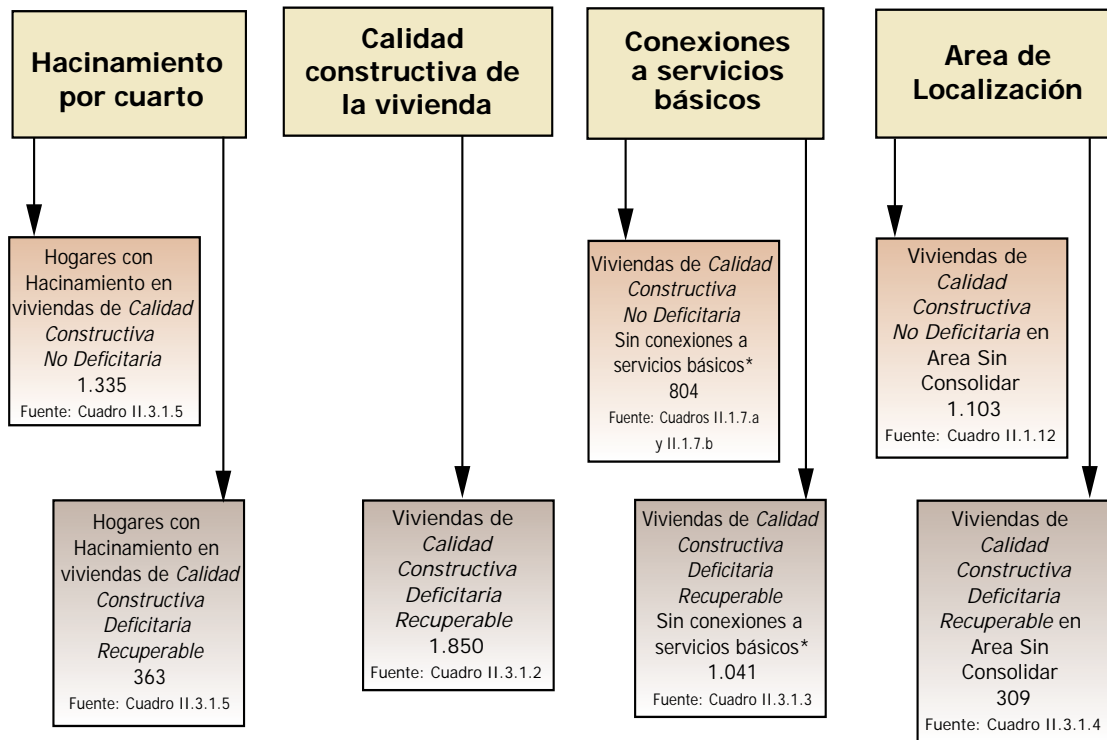 Hacinamiento
por cuarto
Calidad
constructiva de
la vivienda
Conexiones
a servicios
básicos
Area de
Localización
Hogares con
Hacinamiento en
viviendas de Calidad
Constructiva
No Deficitaria
1.335
Fuente: Cuadro II.3.1.5
Viviendas de Calidad
Constructiva
No Deficitaria
Sin conexiones a
servicios básicos*
804
Fuente: Cuadros II.1.7.a
y II.1.7.b
Viviendas de
Calidad
Constructiva
No Deficitaria en
Area Sin
Consolidar
1.103
Fuente: Cuadro II.1.12
Hogares con
Hacinamiento en
viviendas de Calidad
Constructiva
Deficitaria
Recuperable
363
Fuente: Cuadro II.3.1.5
Viviendas de
Calidad
Constructiva
Deficitaria
Recuperable
1.850
Fuente: Cuadro II.3.1.2
Viviendas de Calidad
Constructiva
Deficitaria
Recuperable
Sin conexiones a
servicios básicos*
1.041
Fuente: Cuadro II.3.1.3
Viviendas de
Calidad
Constructiva
Deficitaria
Recuperable en
Area Sin
Consolidar
309
Fuente: Cuadro II.3.1.4